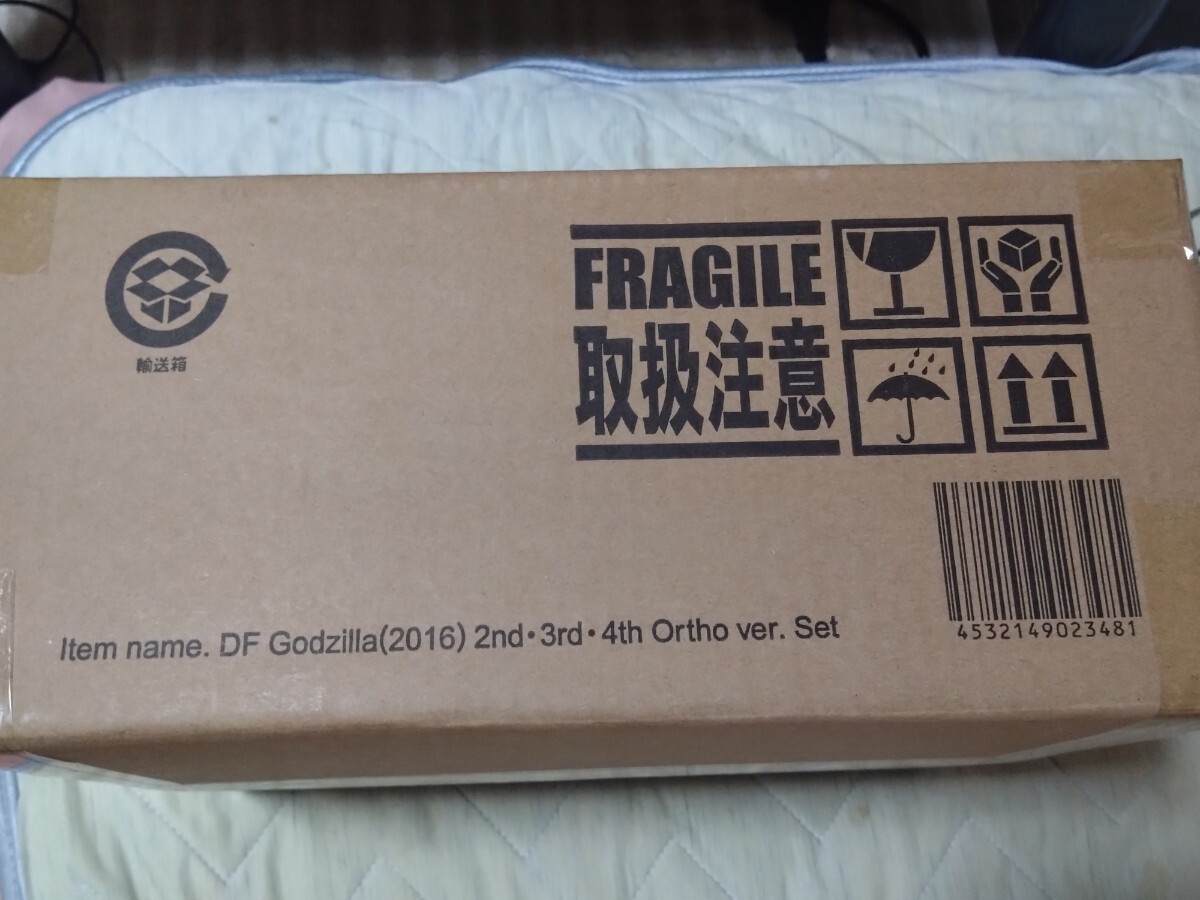 輸送箱
FRAGILE
取扱注意
4532149023481
Item name. DF Godzilla(2016) 2nd・3rd・4th Ortho ver. Set